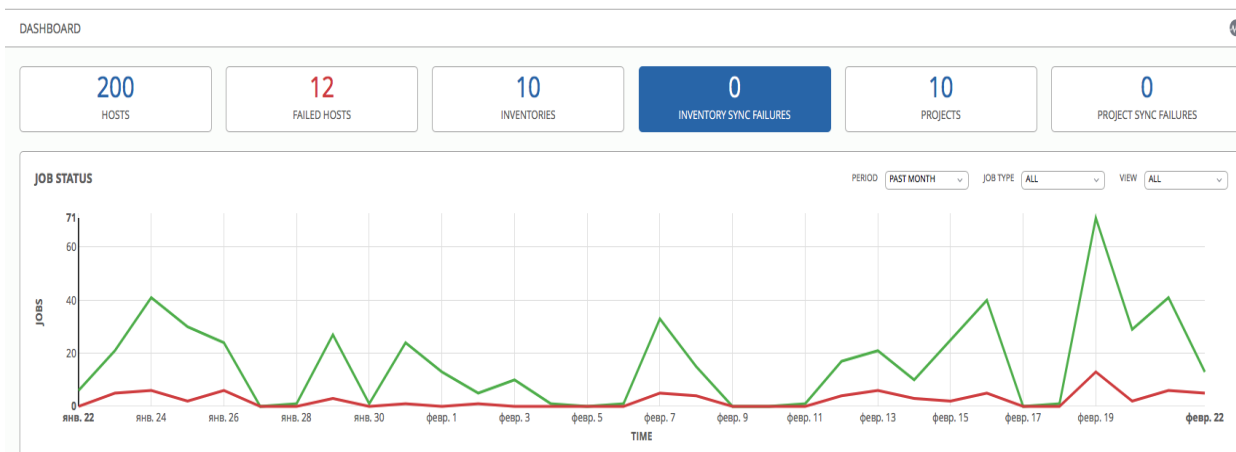 DASHBOARD
200
HOSTS
12
FAILED HOSTS
10
INVENTORIES
0
INVENTORY SYNC FAILURES
10
PROJECTS
0
PROJECT SYNC FAILURES
JOB STATUS
PERIOD PAST MONTH JOB TYPE ALL VIEW ALL
71
60
40
20
0
JOBS
янв. 22 янв. 24 янв. 26 янв. 28 янв. 30 февр. 1 февр. 3 февр. 5 февр. 7 февр. 9 февр. 11 февр. 13 февр. 15 февр. 17 февр. 19 февр. 22
TIME